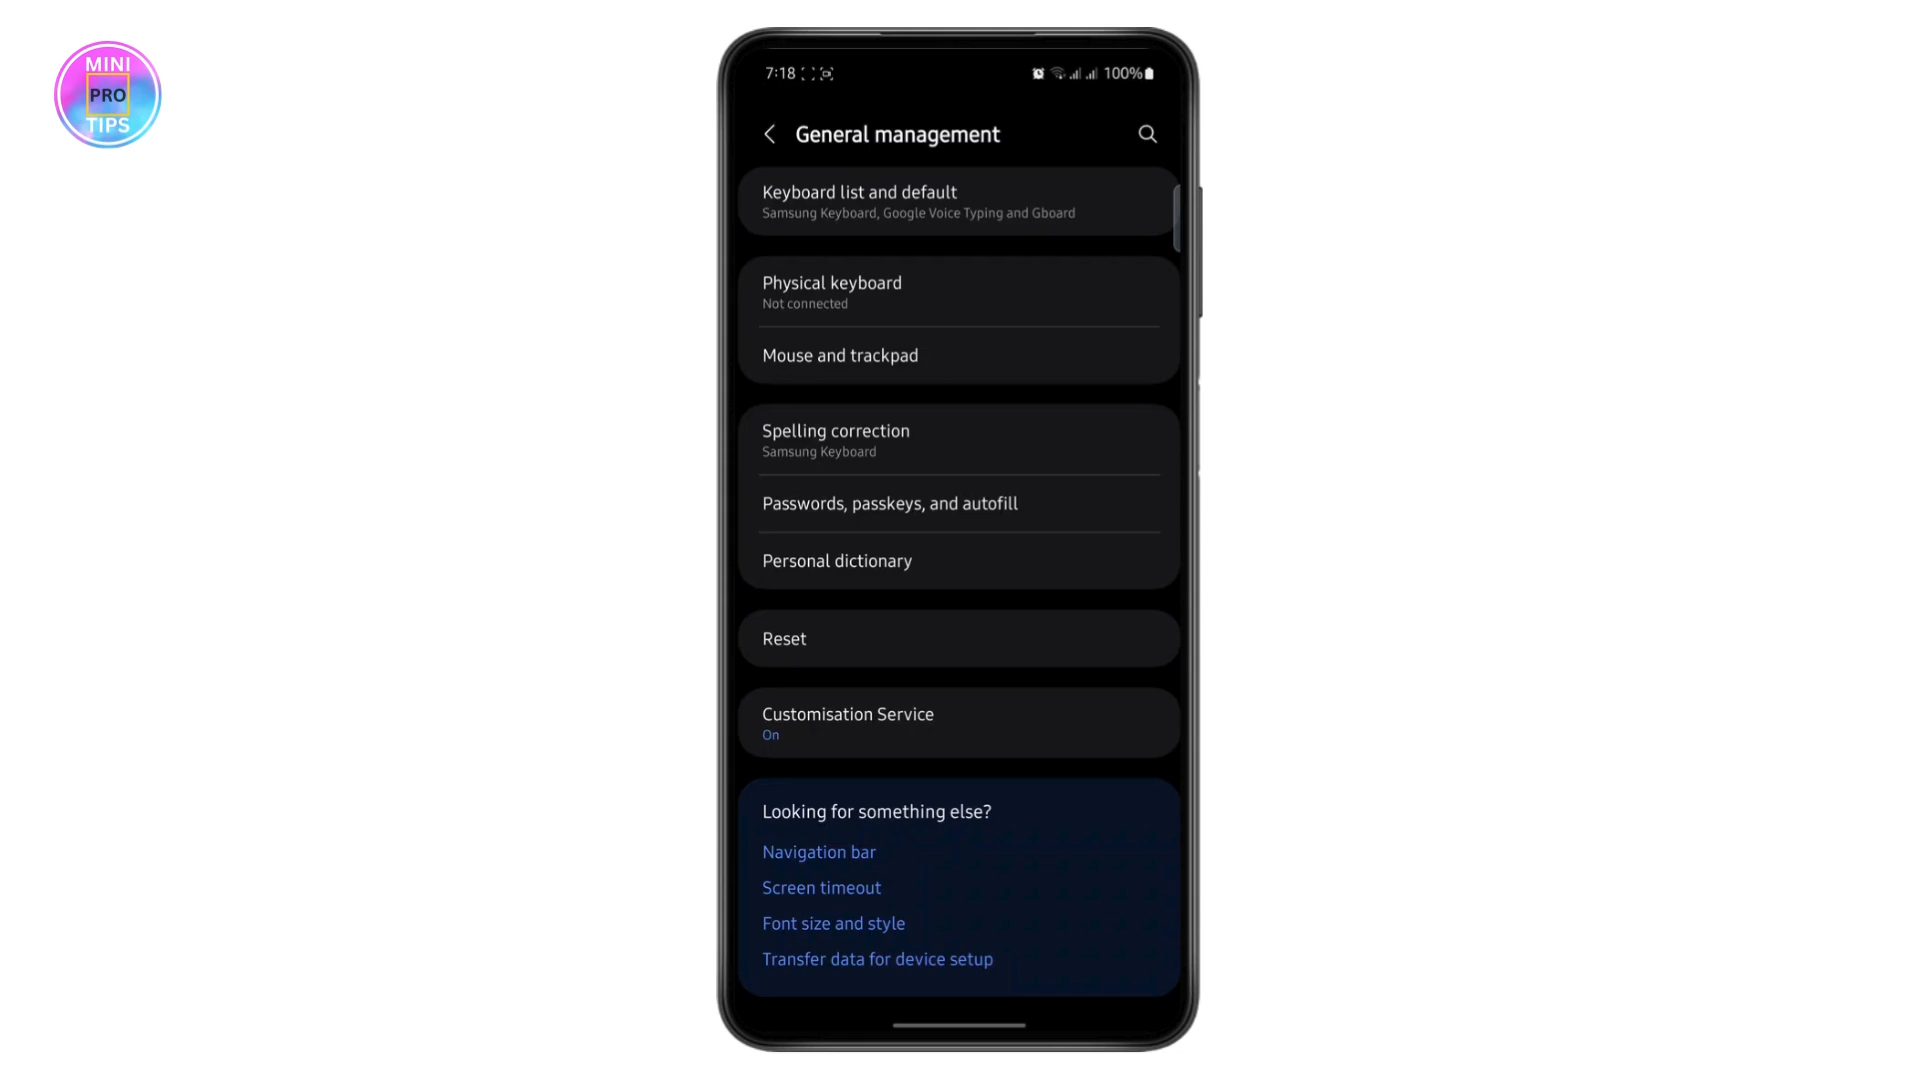 MINI
PRO
TIPS
7:18 100%
General management
Keyboard list and default
Samsung Keyboard, Google Voice Typing and Gboard
Physical keyboard
Not connected
Mouse and trackpad
Spelling correction
Samsung Keyboard
Passwords, passkeys, and autofill
Personal dictionary
Reset
Customisation Service
On
Looking for something else?
Navigation bar
Screen timeout
Font size and style
Transfer data for device setup